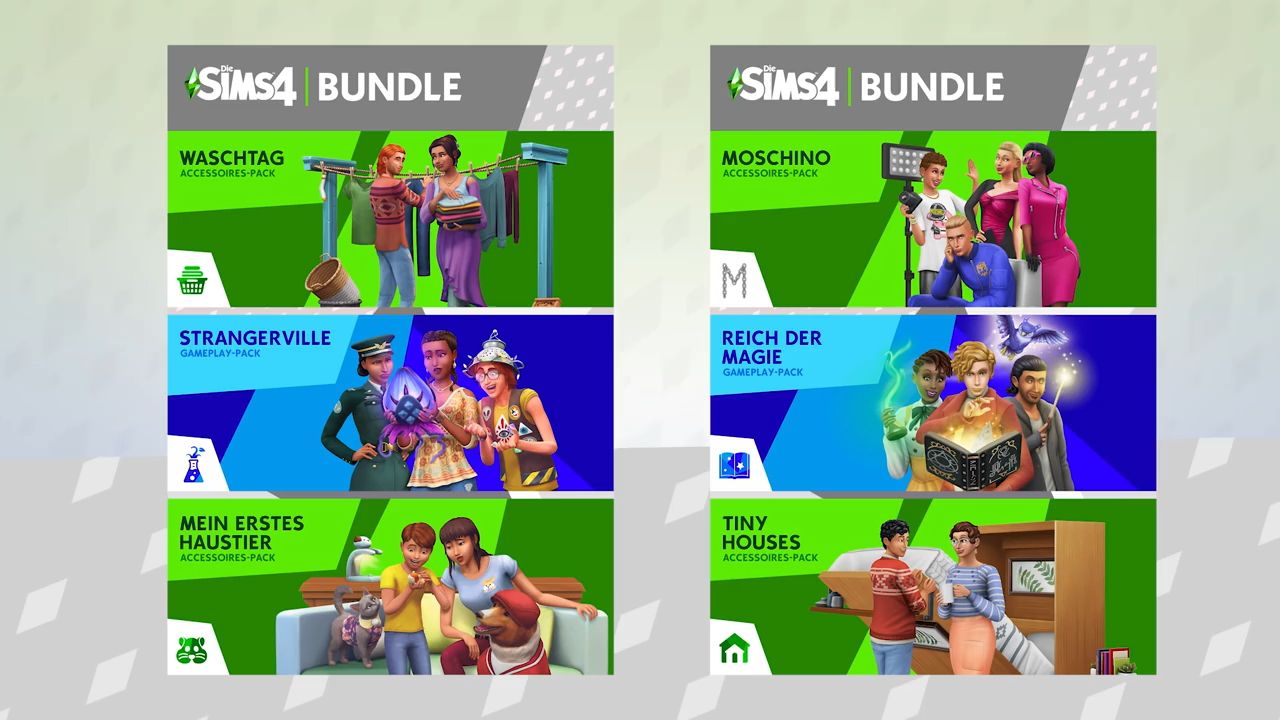 Die
SiMS4 | BUNDLE
WASCHTAG
ACCESSOIRES-PACK
STRANGERVILLE
GAMEPLAY-PACK
MEIN ERSTES
HAUSTIER
ACCESSOIRES-PACK
Die
SiMS4 | BUNDLE
MOSCHINO
ACCESSOIRES-PACK
M
REICH DER
MAGIE
GAMEPLAY-PACK
TINY
HOUSES
ACCESSOIRES-PACK